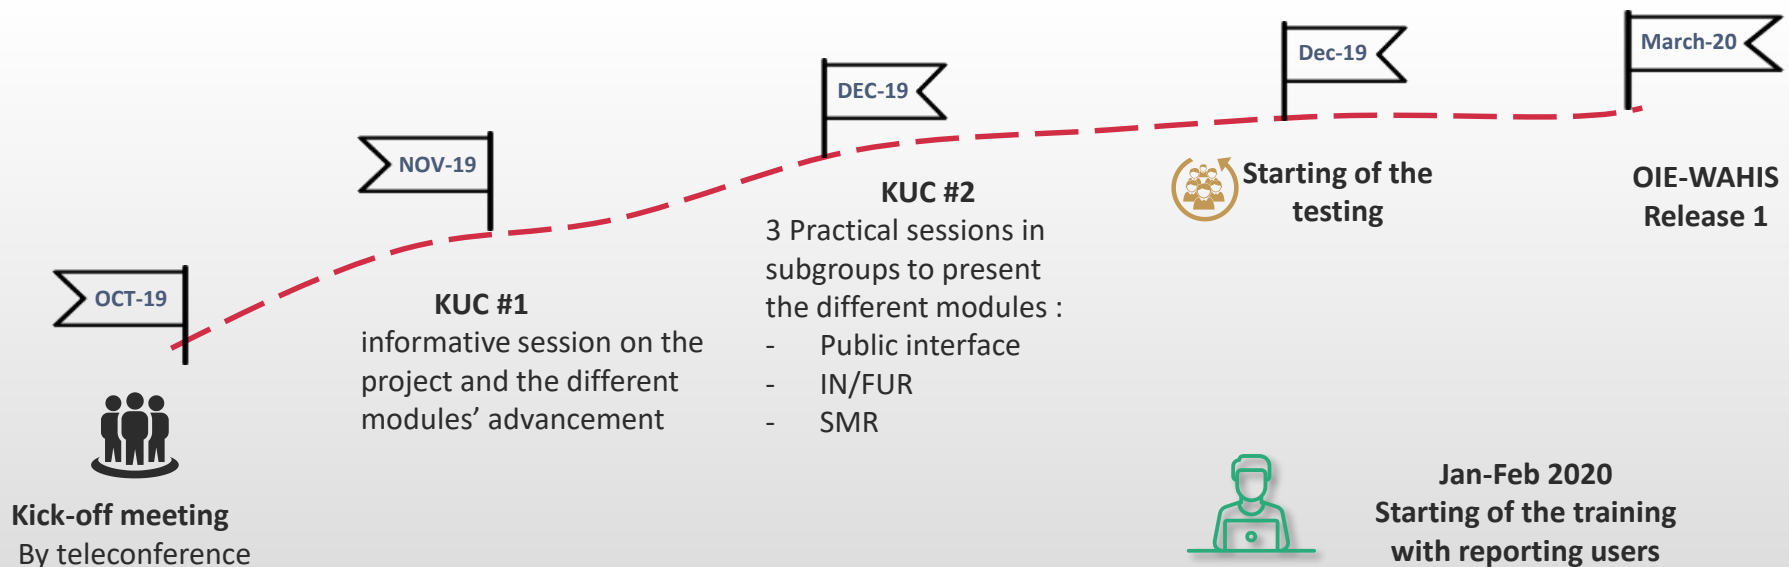 OCT-19
Kick-off meeting
By teleconference
NOV-19
KUC #1
informative session on the
project and the different
modules’ advancement
DEC-19
KUC #2
3 Practical sessions in
subgroups to present
the different modules :
- Public interface
- IN/FUR
- SMR
Dec-19
Starting of the
testing
Jan-Feb 2020
Starting of the training
with reporting users
March-20
OIE-WAHIS
Release 1